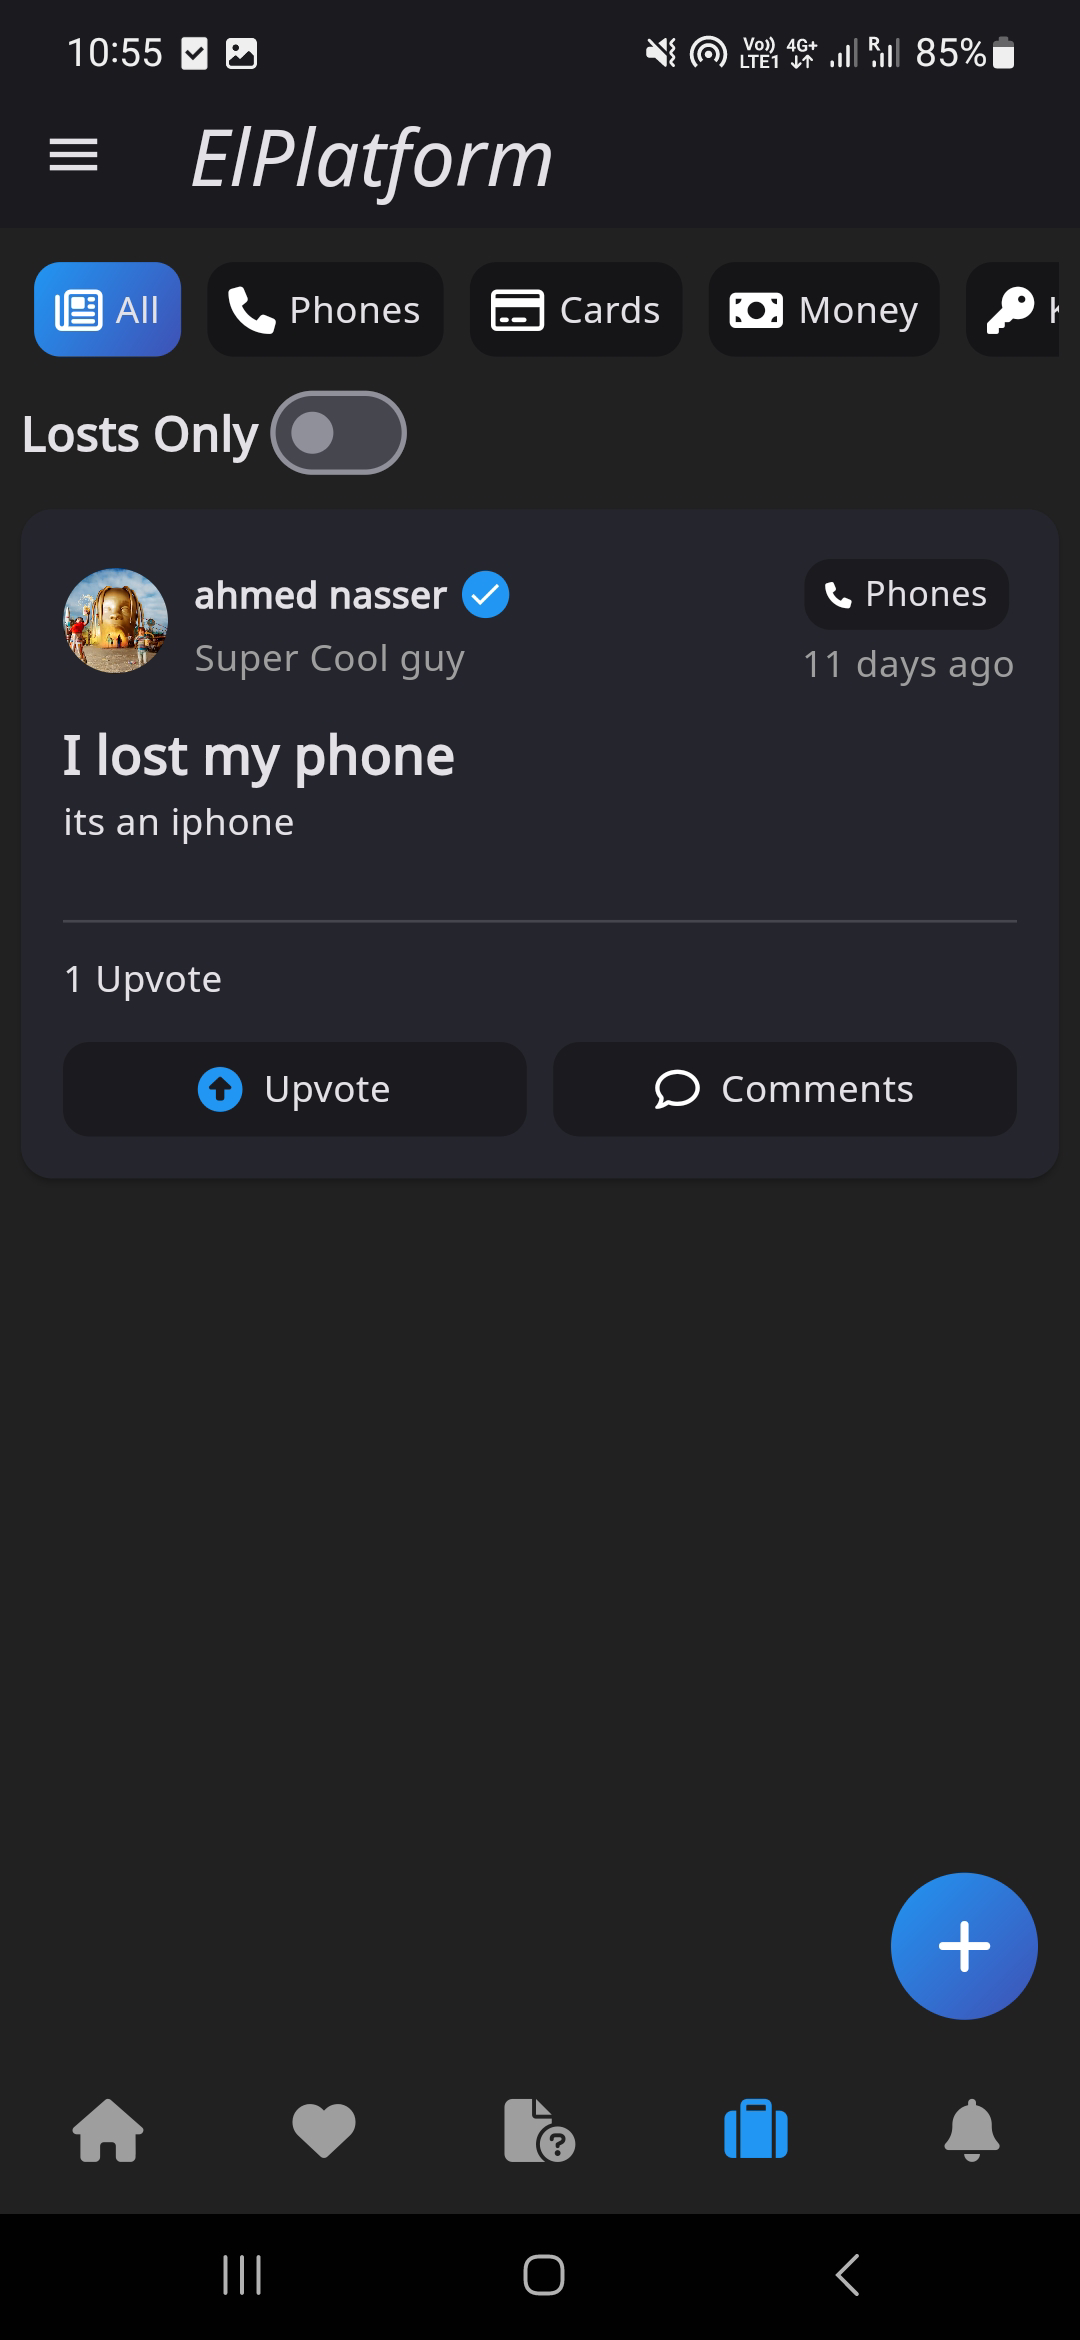 10:55 Vo)) LTE1 4G+ R 85%
ElPlatform
All Phones Cards Money
Losts Only
ahmed nasser Phones
Super Cool guy 11 days ago
I lost my phone
its an iphone
1 Upvote
Upvote Comments